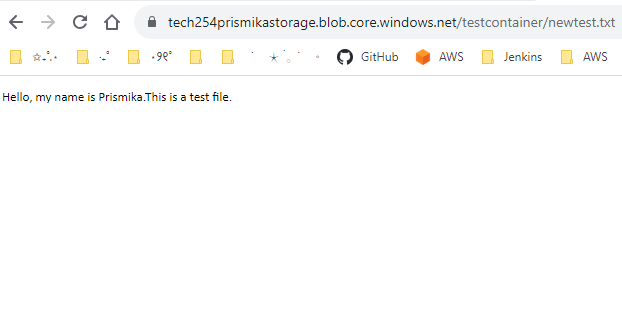 tech254prismikastorage.blob.core.windows.net/testcontainer/newtest.txt
GitHub AWS Jenkins AWS
Hello, my name is Prismika.This is a test file.